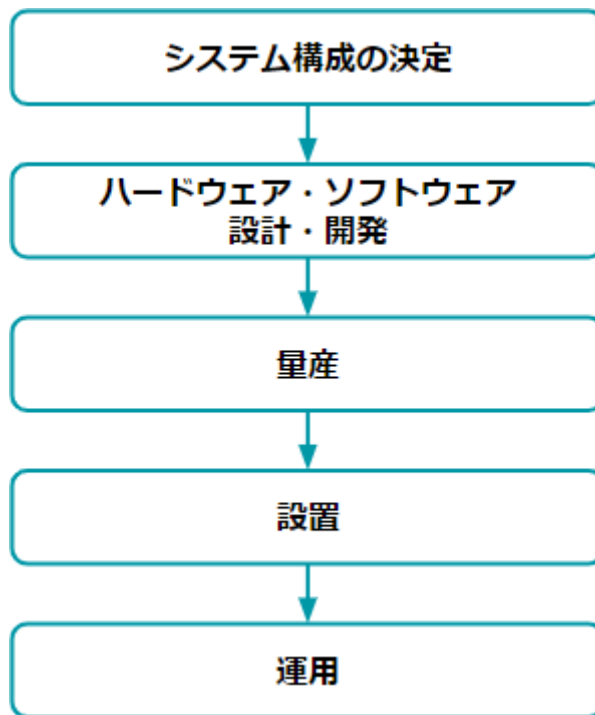 システム構成の決定
ハードウェア・ソフトウェア
設計・開発
量産
設置
運用